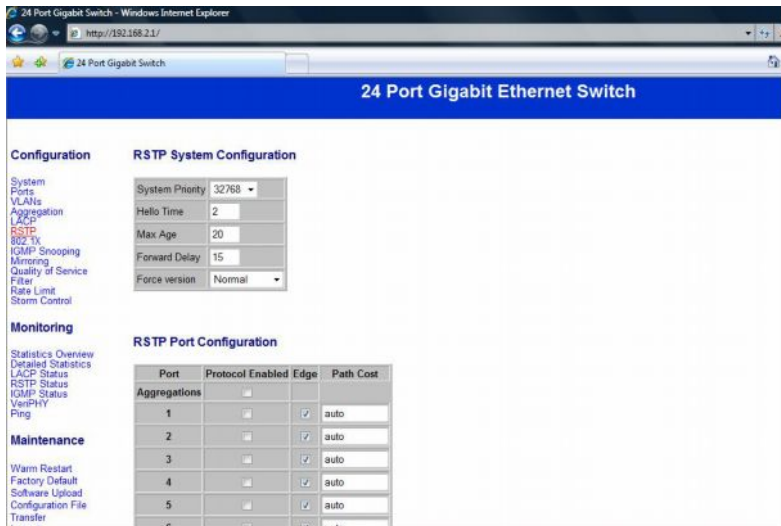 24 Port Gigabit Switch - Windows Internet Explorer
http://192.168.2.1/
24 Port Gigabit Switch
24 Port Gigabit Ethernet Switch
Configuration
System
Ports
VLANs
Aggregation
LACP
RSTP
802.1X
IGMP Snooping
Mirroring
Quality of Service
Filter
Rate Limit
Storm Control
Monitoring
Statistics Overview
Detailed Statistics
LACP Status
RSTP Status
IGMP Status
VeriPHY
Ping
Maintenance
Warm Restart
Factory Default
Software Upload
Configuration File
Transfer
RSTP System Configuration
System Priority 32768
Hello Time 2
Max Age 20
Forward Delay 15
Force version Normal
RSTP Port Configuration
Port Protocol Enabled Edge Path Cost
Aggregations
1 auto
2 auto
3 auto
4 auto
5 auto